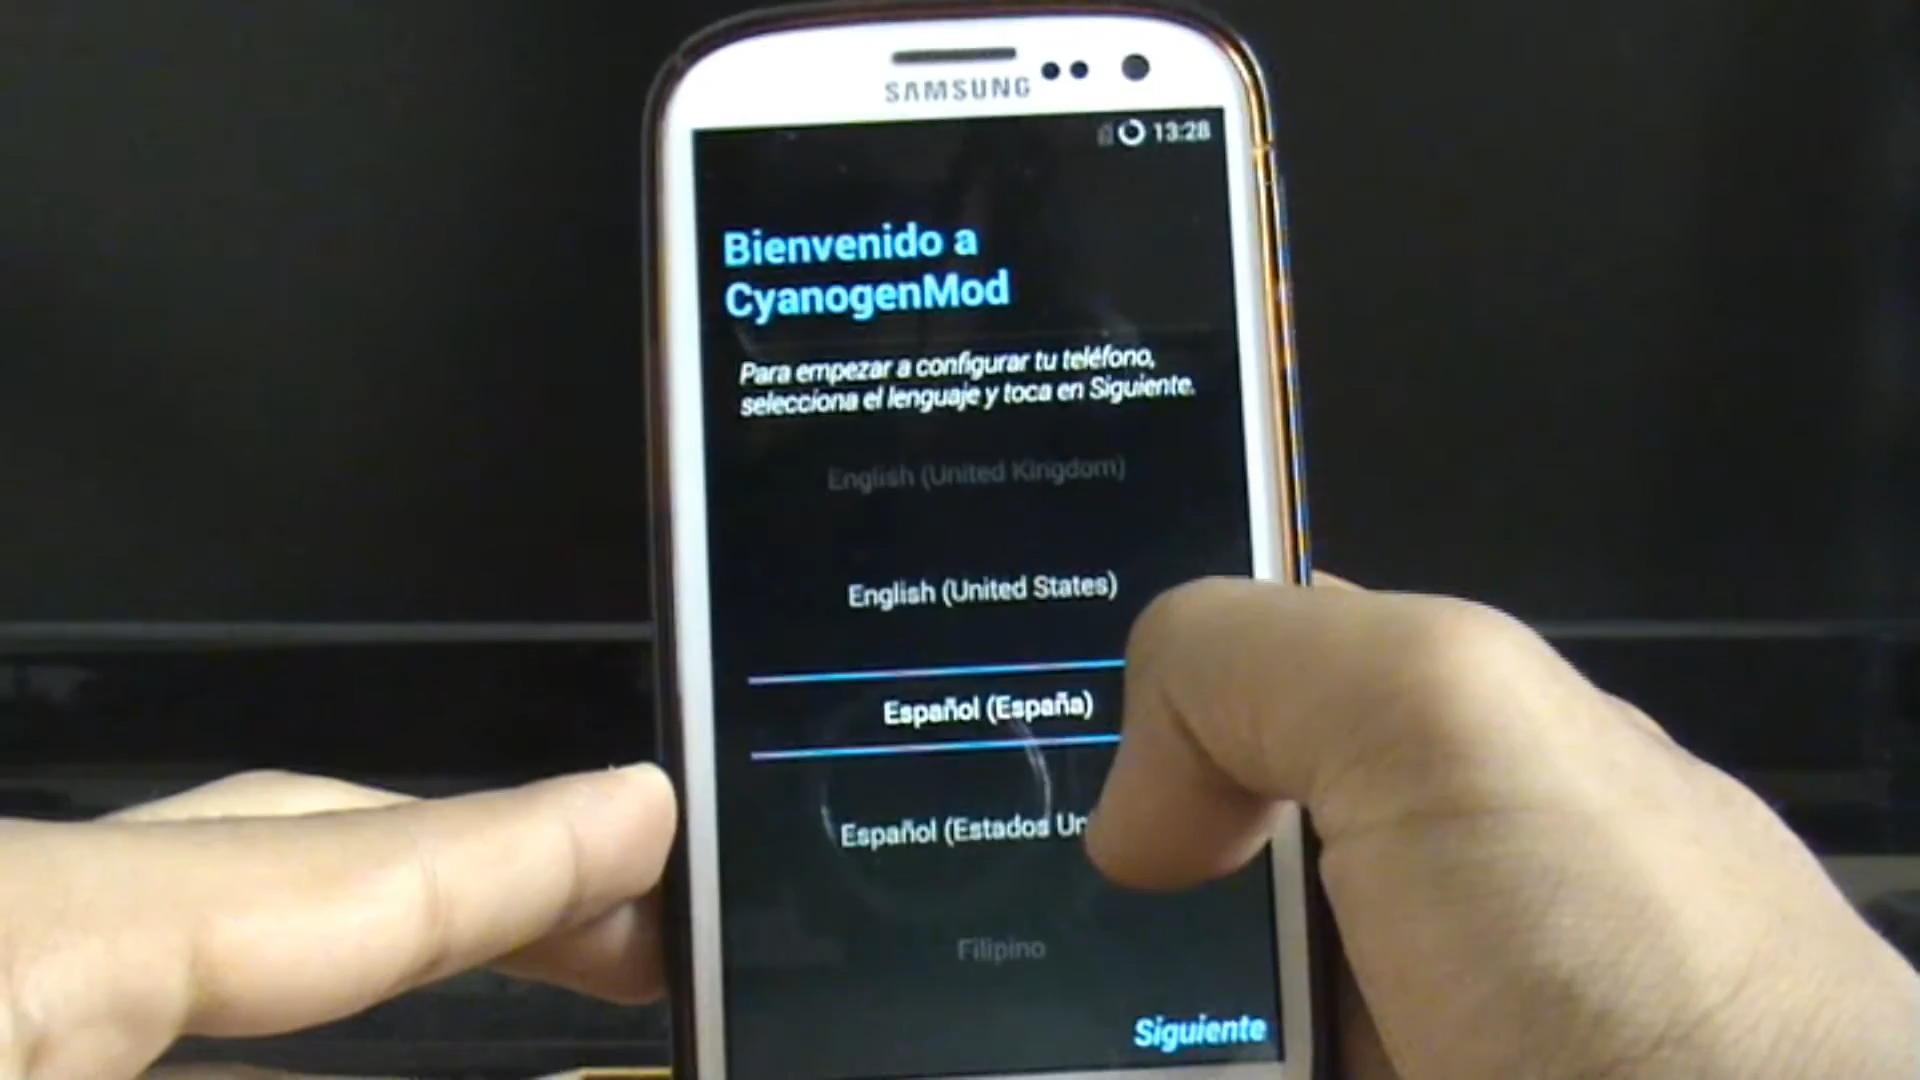 SAMSUNG
13:28
Bienvenido a
CyanogenMod
Para empezar a configurar tu teléfono,
selecciona el lenguaje y toca en Siguiente.
English (United Kingdom)
English (United States)
Español (España)
Español (Estados
Filipino
Siguiente